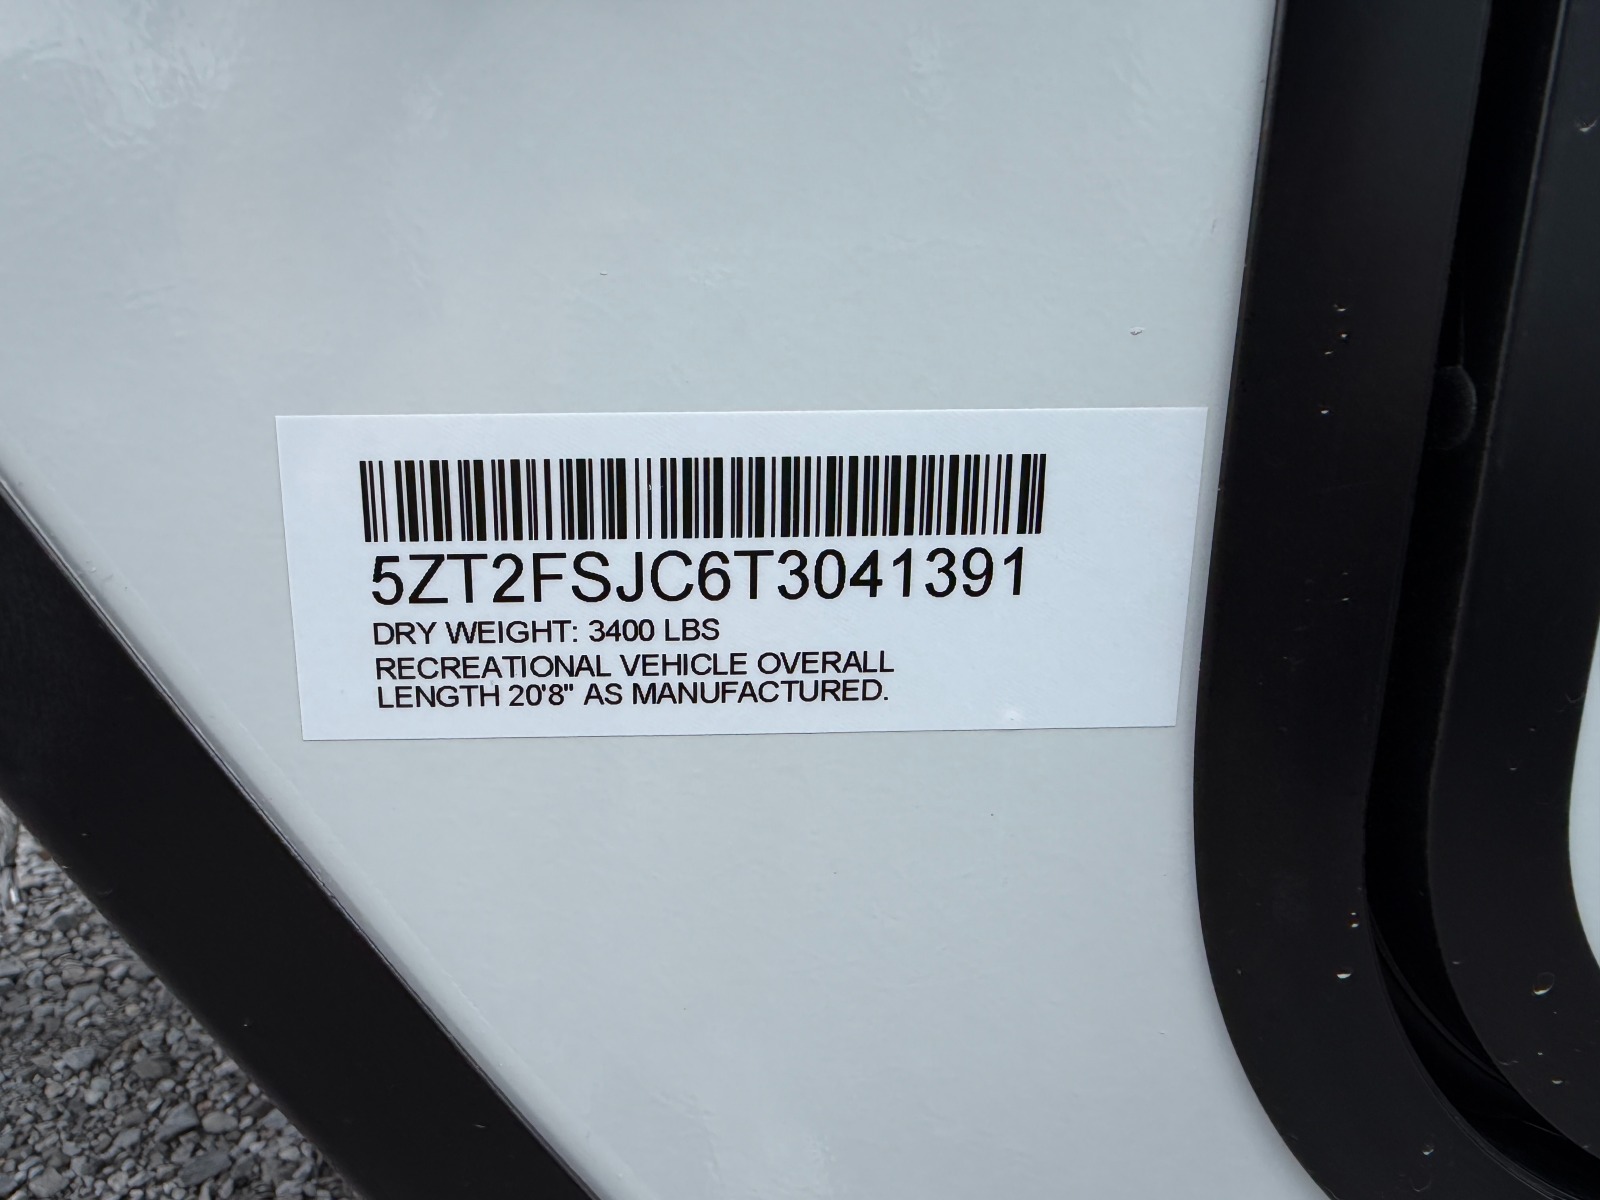 5ZT2FSJC6T3041391
DRY WEIGHT: 3400 LBS
RECREATIONAL VEHICLE OVERALL
LENGTH 20'8" AS MANUFACTURED.